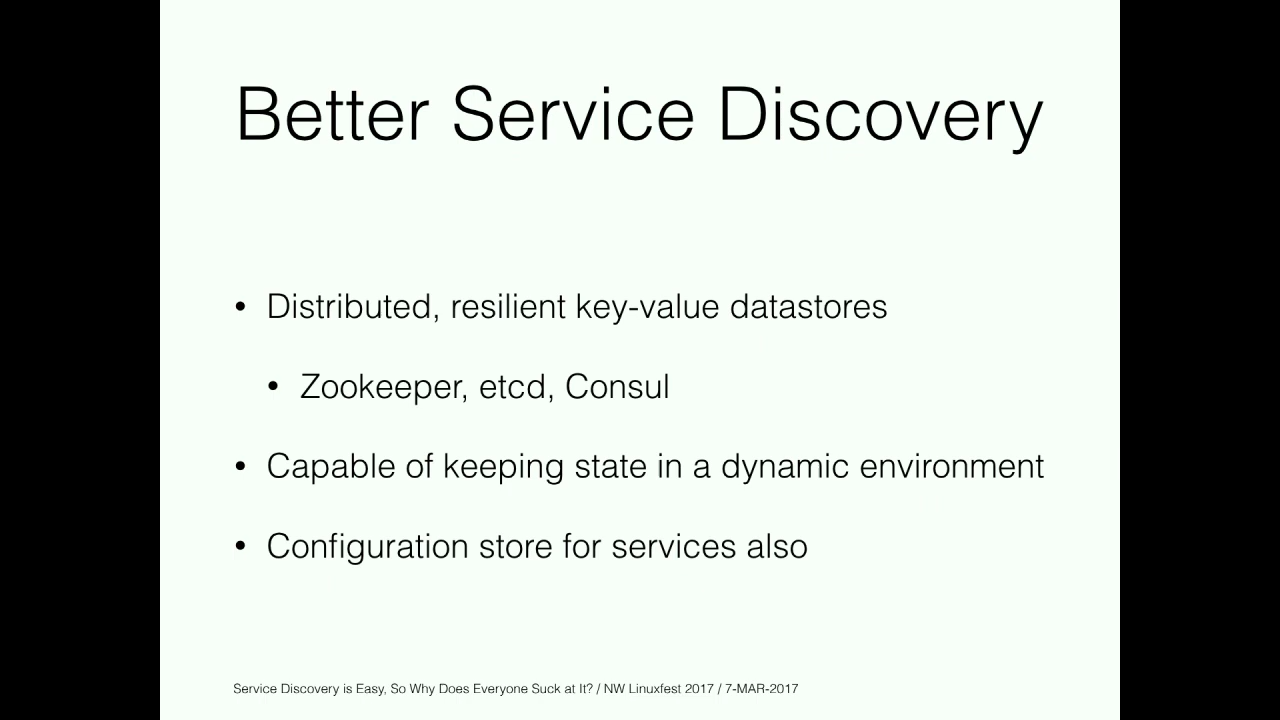 Better Service Discovery
• Distributed, resilient key-value datastores
• Zookeeper, etcd, Consul
• Capable of keeping state in a dynamic environment
• Configuration store for services also
Service Discovery is Easy, So Why Does Everyone Suck at It? / NW Linuxfest 2017 / 7-MAR-2017